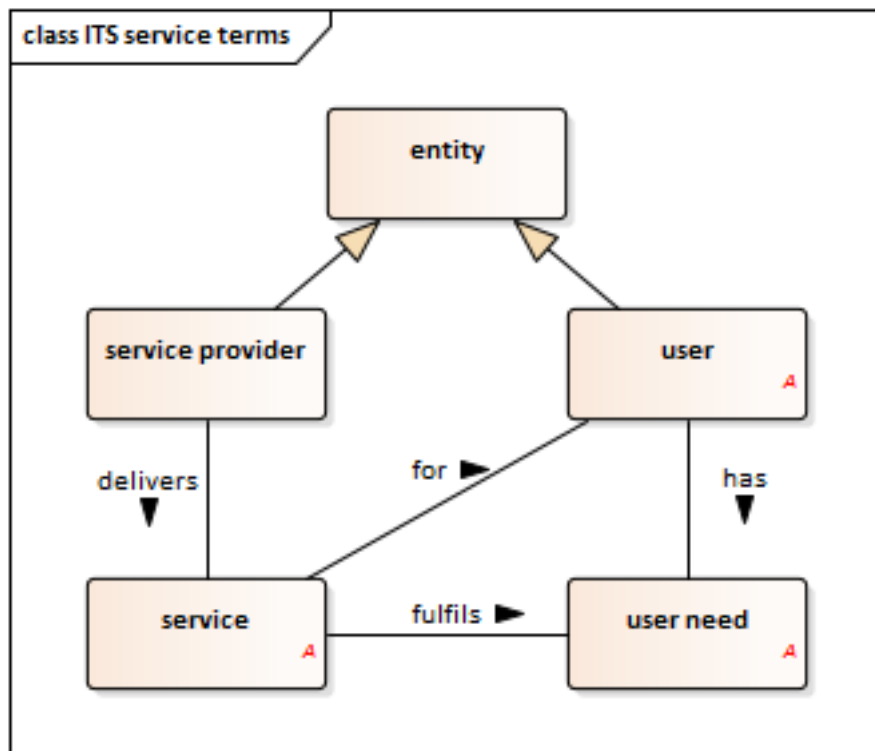 class ITS service terms
entity
service provider
user
A
for
delivers
has
service
A
fulfils
user need
A